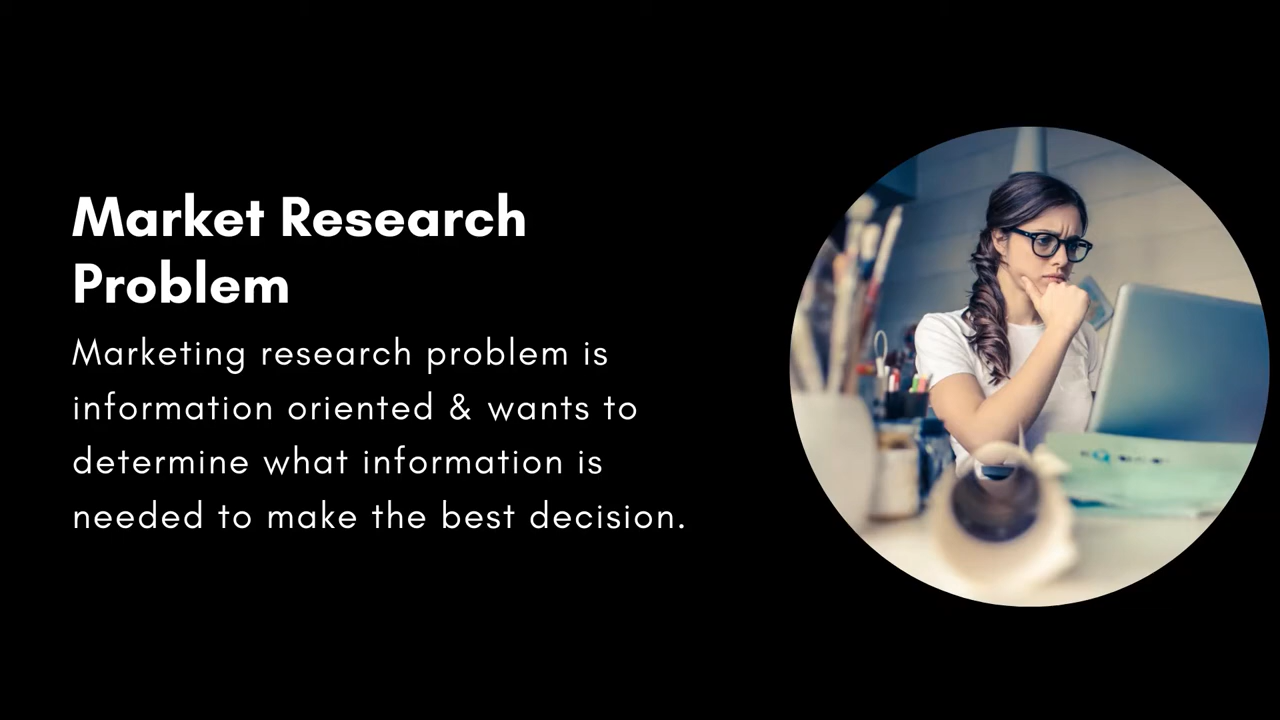 Market Research
Problem
Marketing research problem is
information oriented & wants to
determine what information is
needed to make the best decision.